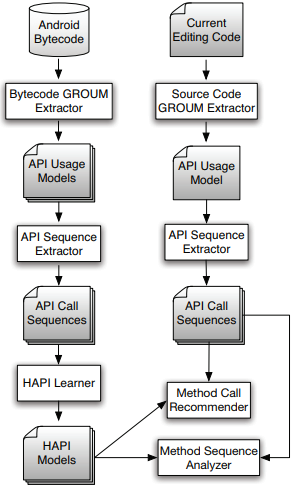 Android
Bytecode
Bytecode GROUM
Extractor
API Usage
Models
API Sequence
Extractor
API Call
Sequences
HAPI Learner
HAPI
Models
Current
Editing Code
Source Code
GROUM Extractor
API Usage
Model
API Sequence
Extractor
API Call
Sequences
Method Call
Recommender
Method Sequence
Analyzer